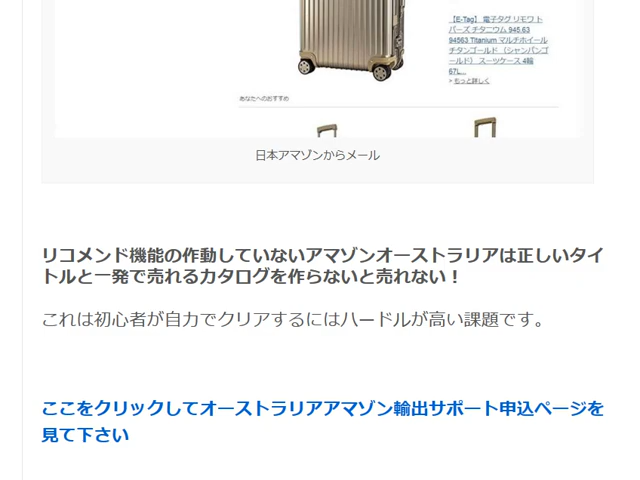 【E-Tag】 電子タグ リモワ ト
パーズ チタニウム 945.63
94563 Titanium マルチホイール
チタンゴールド （シャンパンゴ
ールド） スーツケース 4輪
67L...
> もっと詳しく
あなたへのおすすめ
日本アマゾンからメール
リコメンド機能の作動していないアマゾンオーストラリアは正しいタイ
トルと一発で売れるカタログを作らないと売れない！
これは初心者が自力でクリアするにはハードルが高い課題です。
ここをクリックしてオーストラリアアマゾン輸出サポート申込ページを
見て下さい